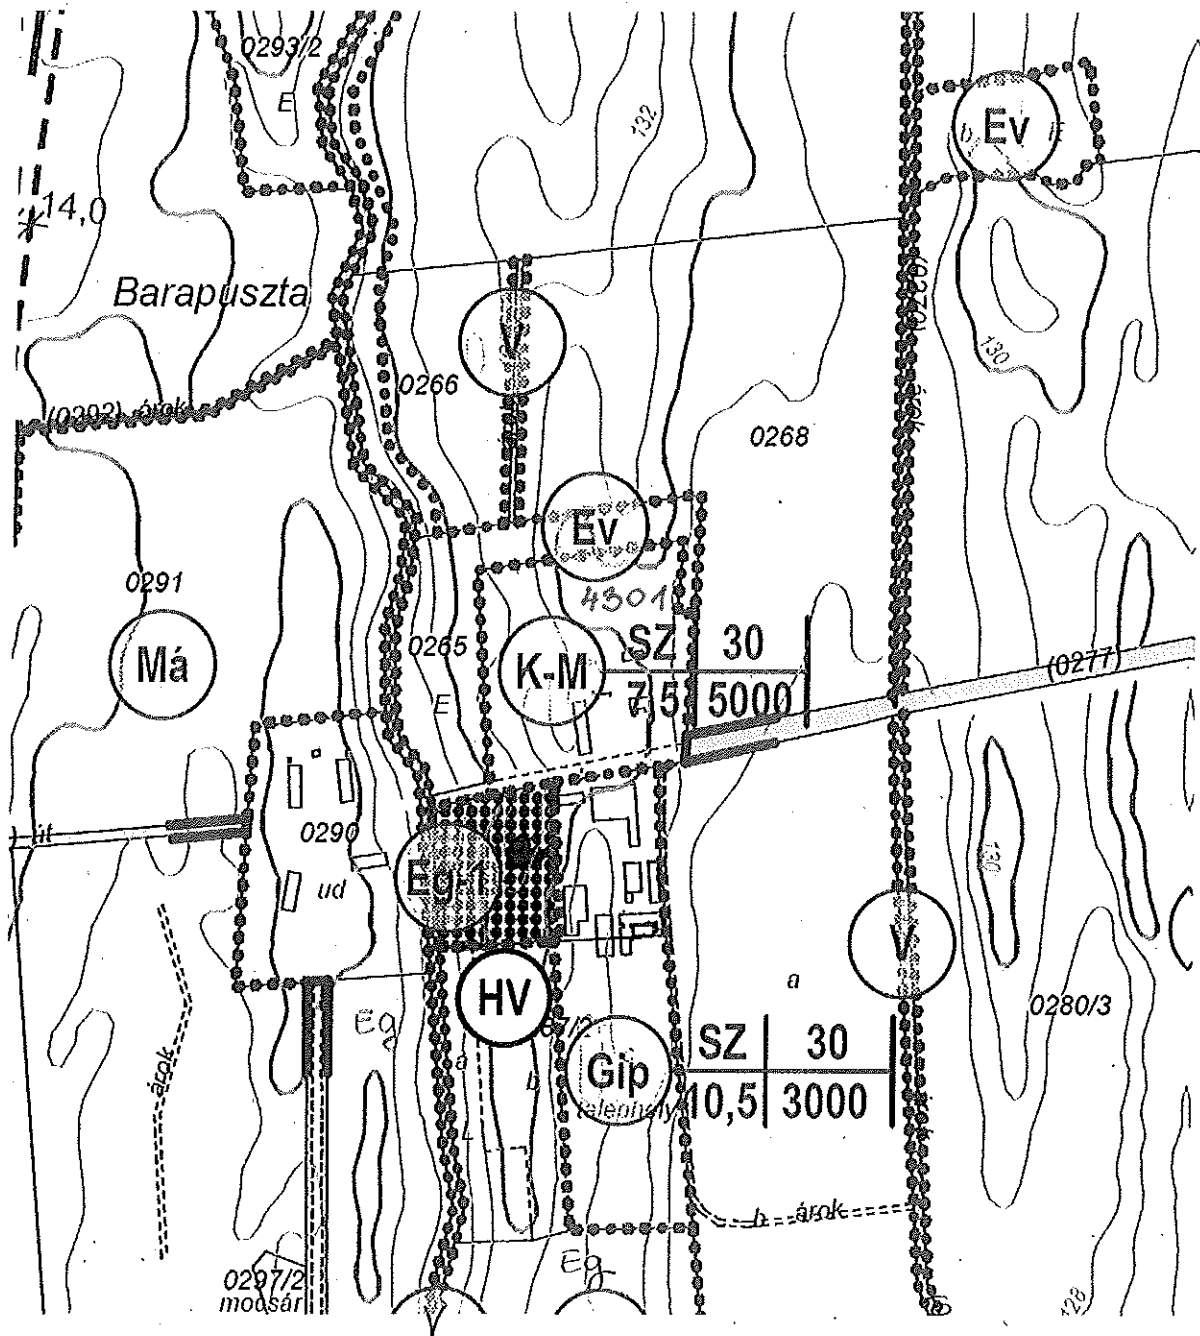 0293/2
E
Ev
132
14,0
Barapuszta
V
130
0266
(0292) árok
0268
Ev
0291
4301
0265
Má
K-M
SZ 30
7,5 5000
(0277)
E
út
0290
ud
Eg-1
130
V
HV
a
0280/3
Eg
Gip
SZ 30
10,5 3000
telephely
a
b
L
árok
b árok
Eg
0297/2
mocsár
128